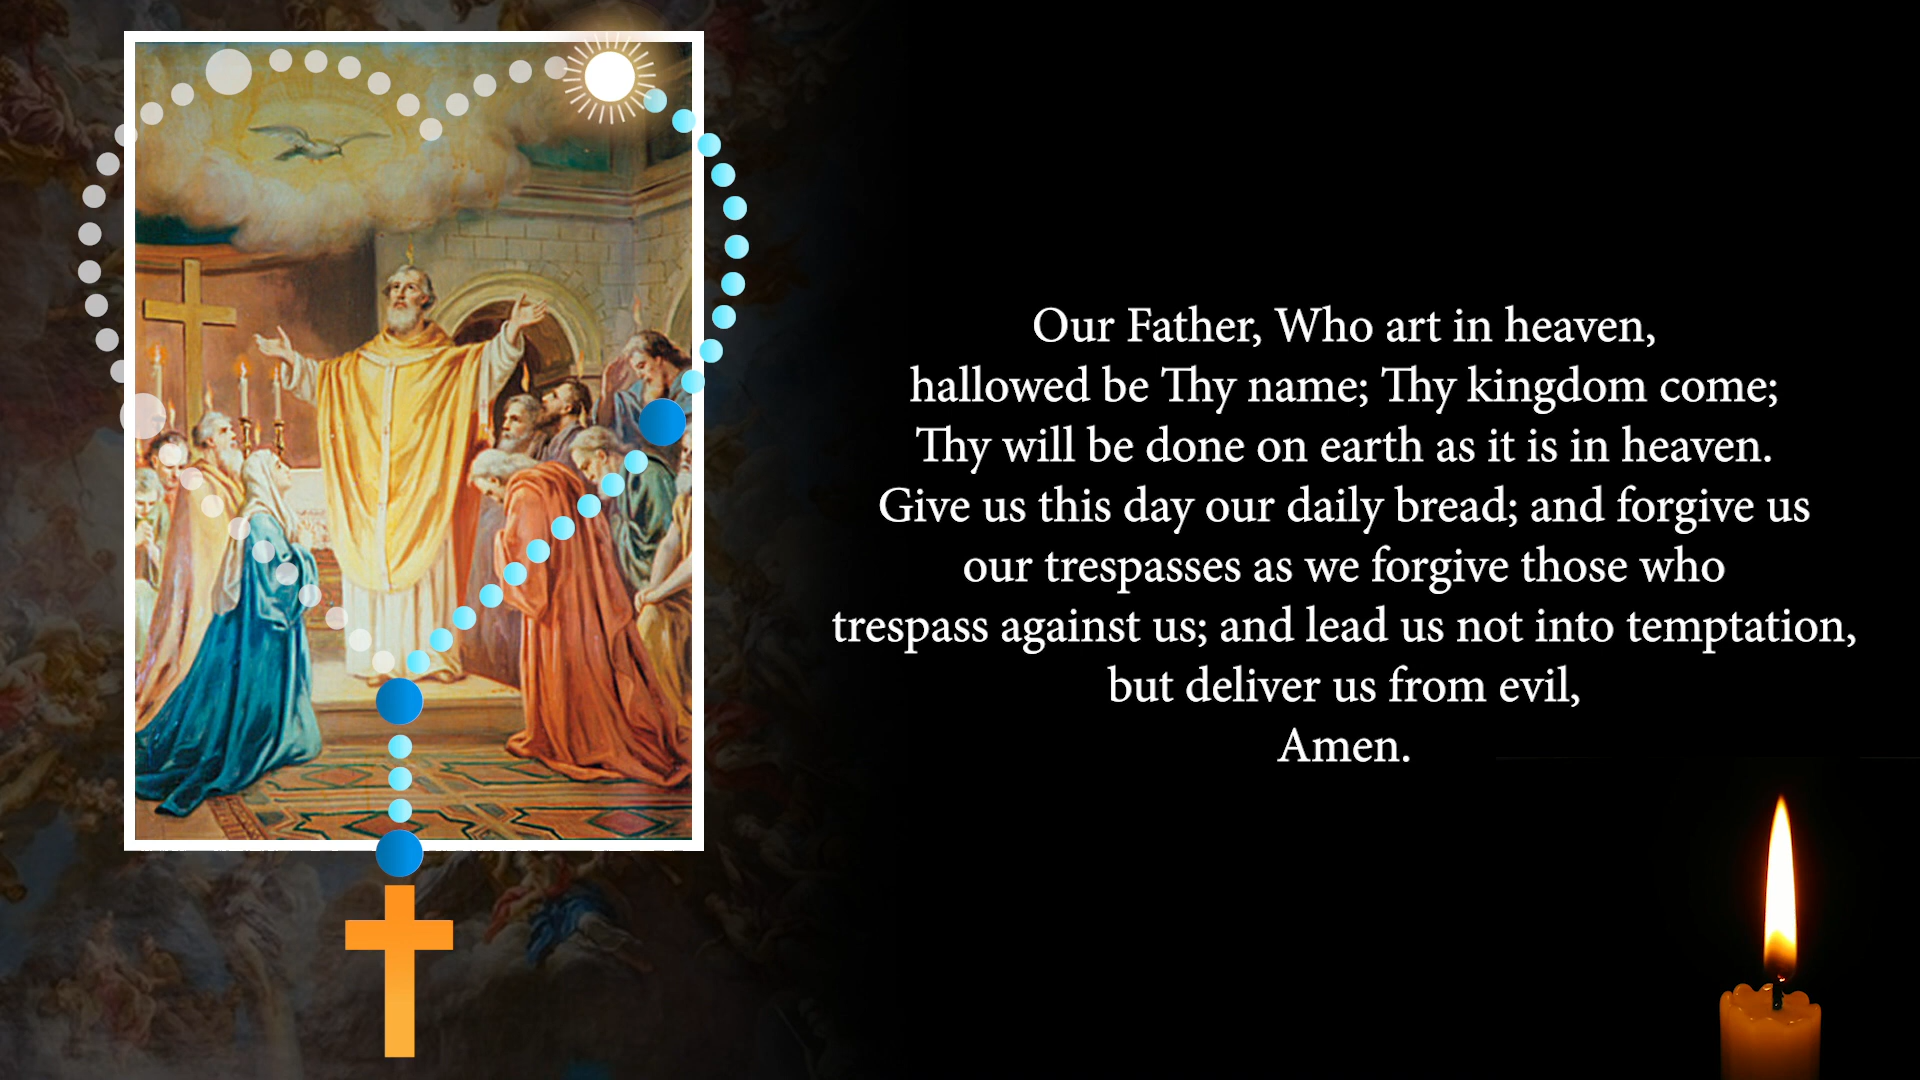 Our Father, Who art in heaven,
hallowed be Thy name; Thy kingdom come;
Thy will be done on earth as it is in heaven.
Give us this day our daily bread; and forgive us
our trespasses as we forgive those who
trespass against us; and lead us not into temptation,
but deliver us from evil,
Amen.